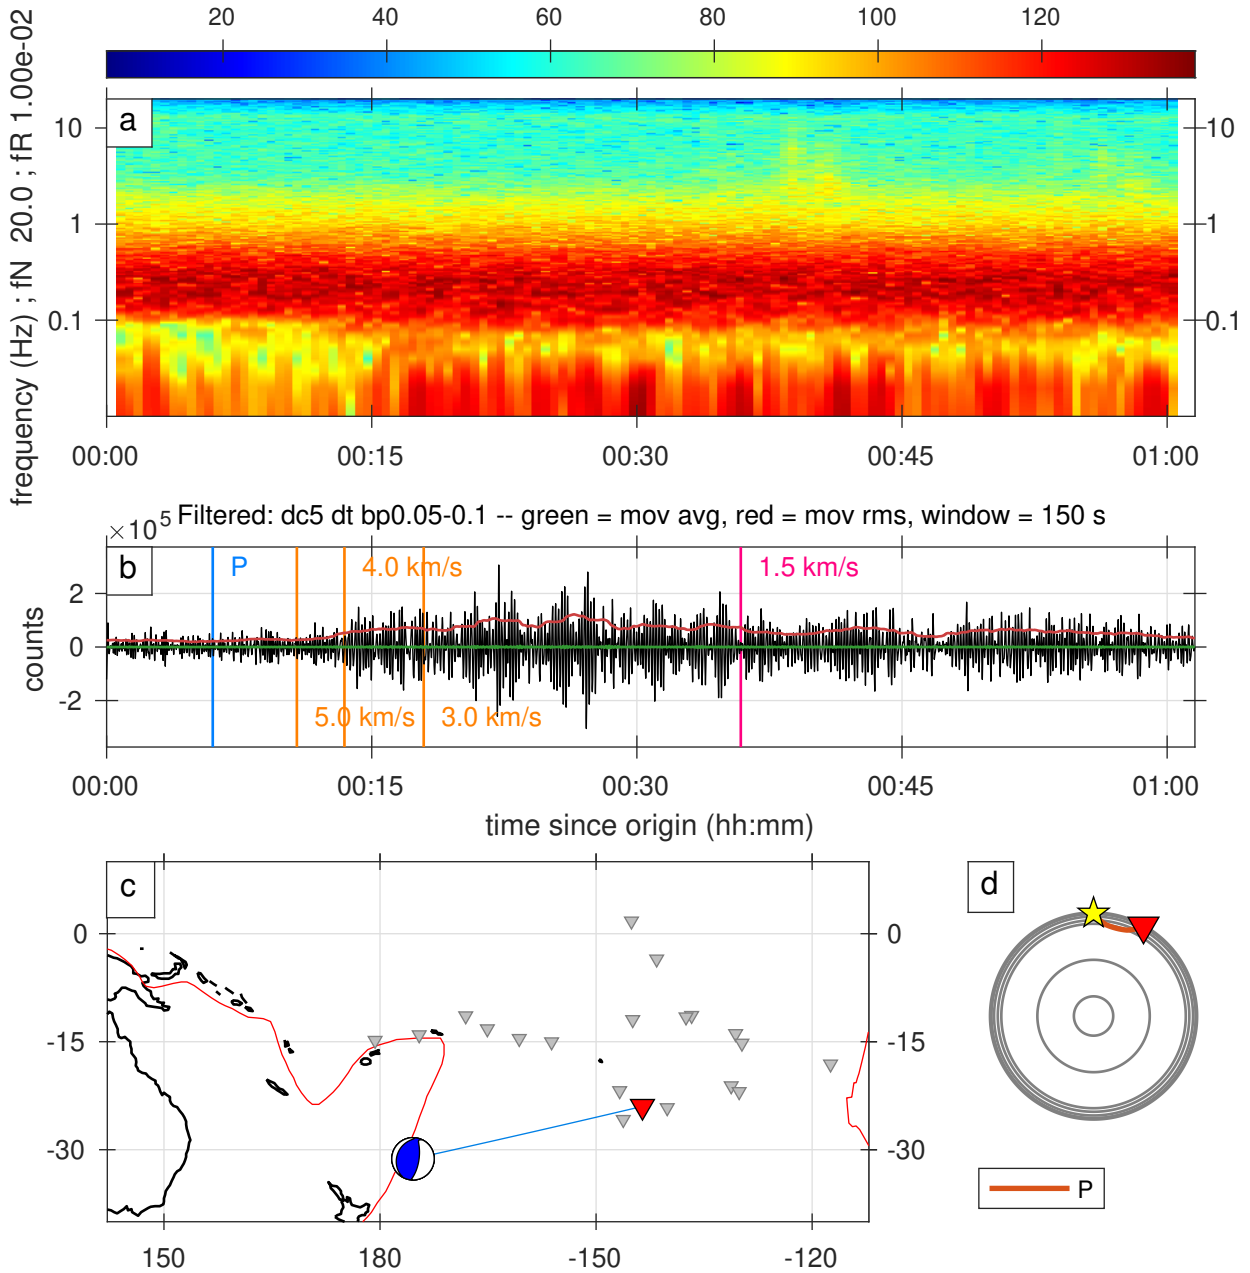 20 40 60 80 100 120
frequency (Hz) ; fN 20.0 ; fR 1.00e-02
a
10 10
1 1
0.1 0.1
00:00 00:15 00:30 00:45 01:00
×10^5 Filtered: dc5 dt bp0.05-0.1 -- green = mov avg, red = mov rms, window = 150 s
b
P 4.0 km/s 1.5 km/s
counts
2
0
-2
5.0 km/s 3.0 km/s
00:00 00:15 00:30 00:45 01:00
time since origin (hh:mm)
c
d
0 0
-15 -15
-30 -30
P
150 180 -150 -120